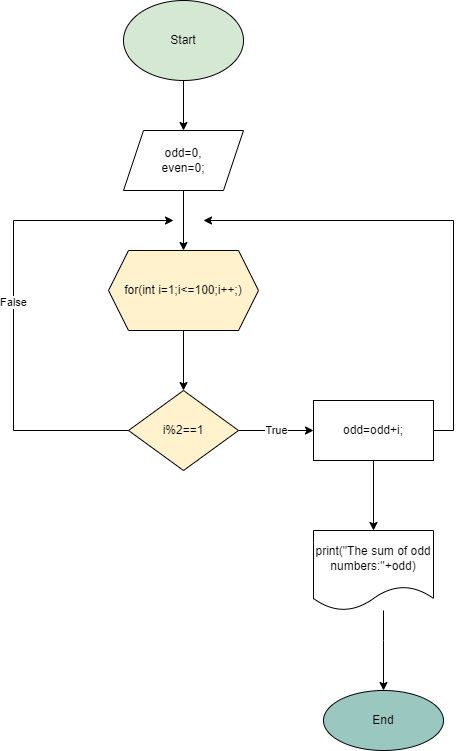 Start
odd=0,
even=0;
for(int i=1;i<=100;i++;)
False
i%2==1
True
odd=odd+i;
print("The sum of odd
numbers:"+odd)
End